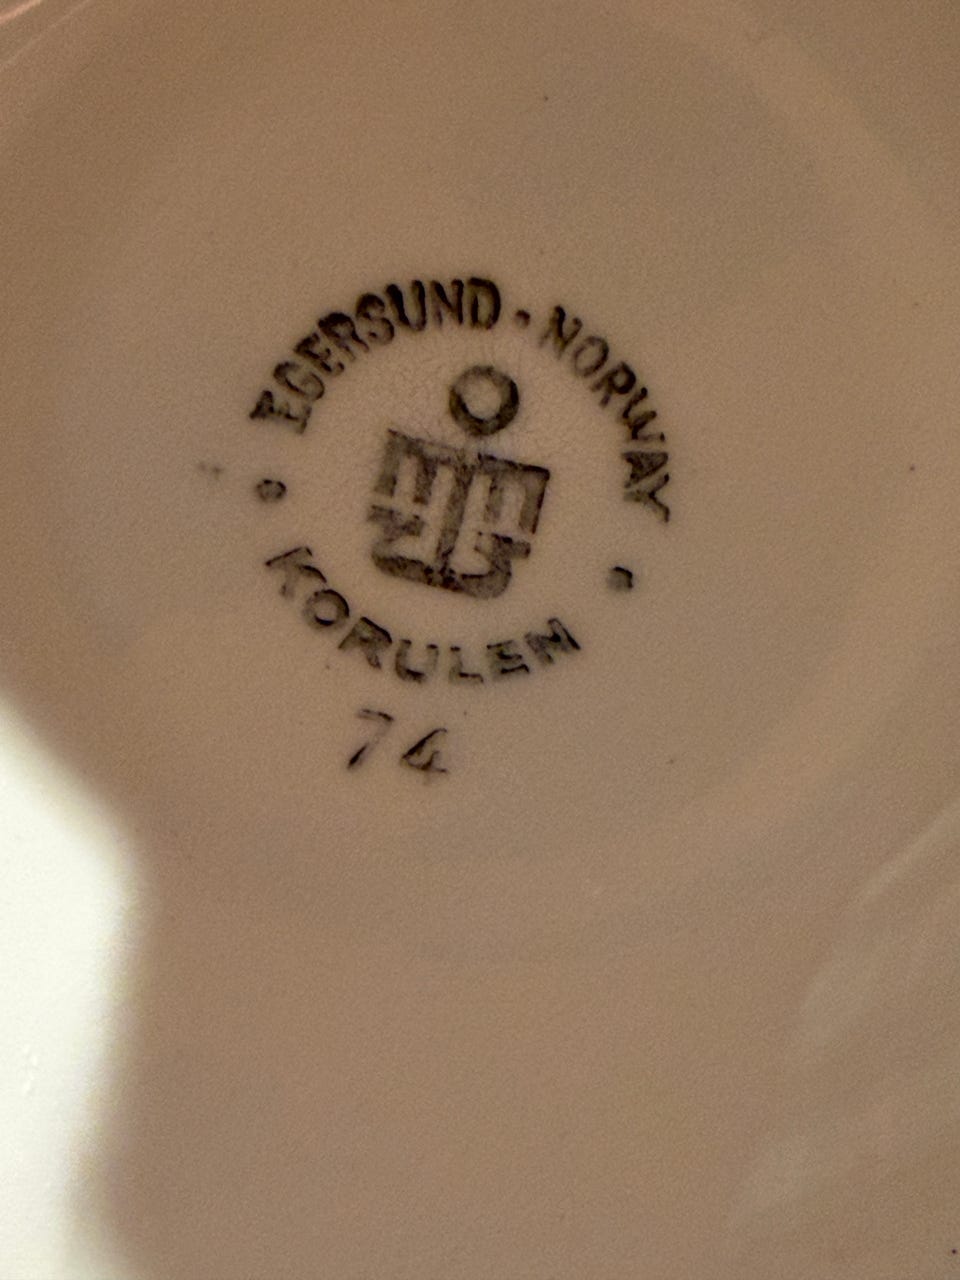 EGERSUND · NORWAY
KORULEN
74